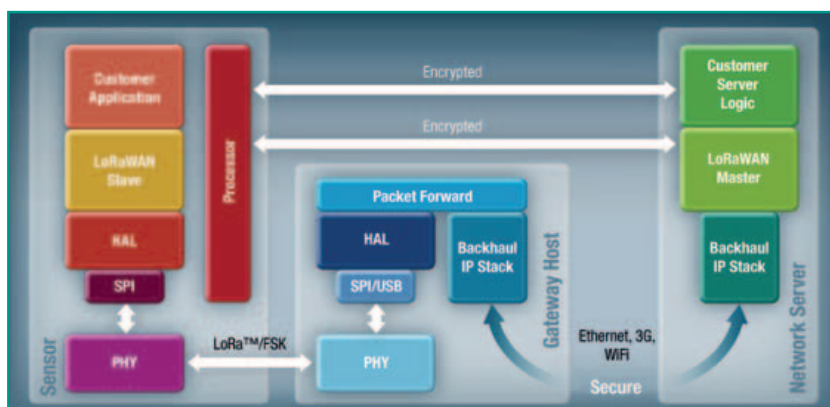 Customer
Application
LoRaWAN
Slave
HAL
SPI
PHY
Processor
Sensor
Encrypted
Encrypted
LoRa™/FSK
Packet Forward
HAL
SPI/USB
PHY
Backhaul
IP Stack
Gateway Host
Ethernet, 3G,
WiFi
Secure
Customer
Server
Logic
LoRaWAN
Master
Backhaul
IP Stack
Network Server